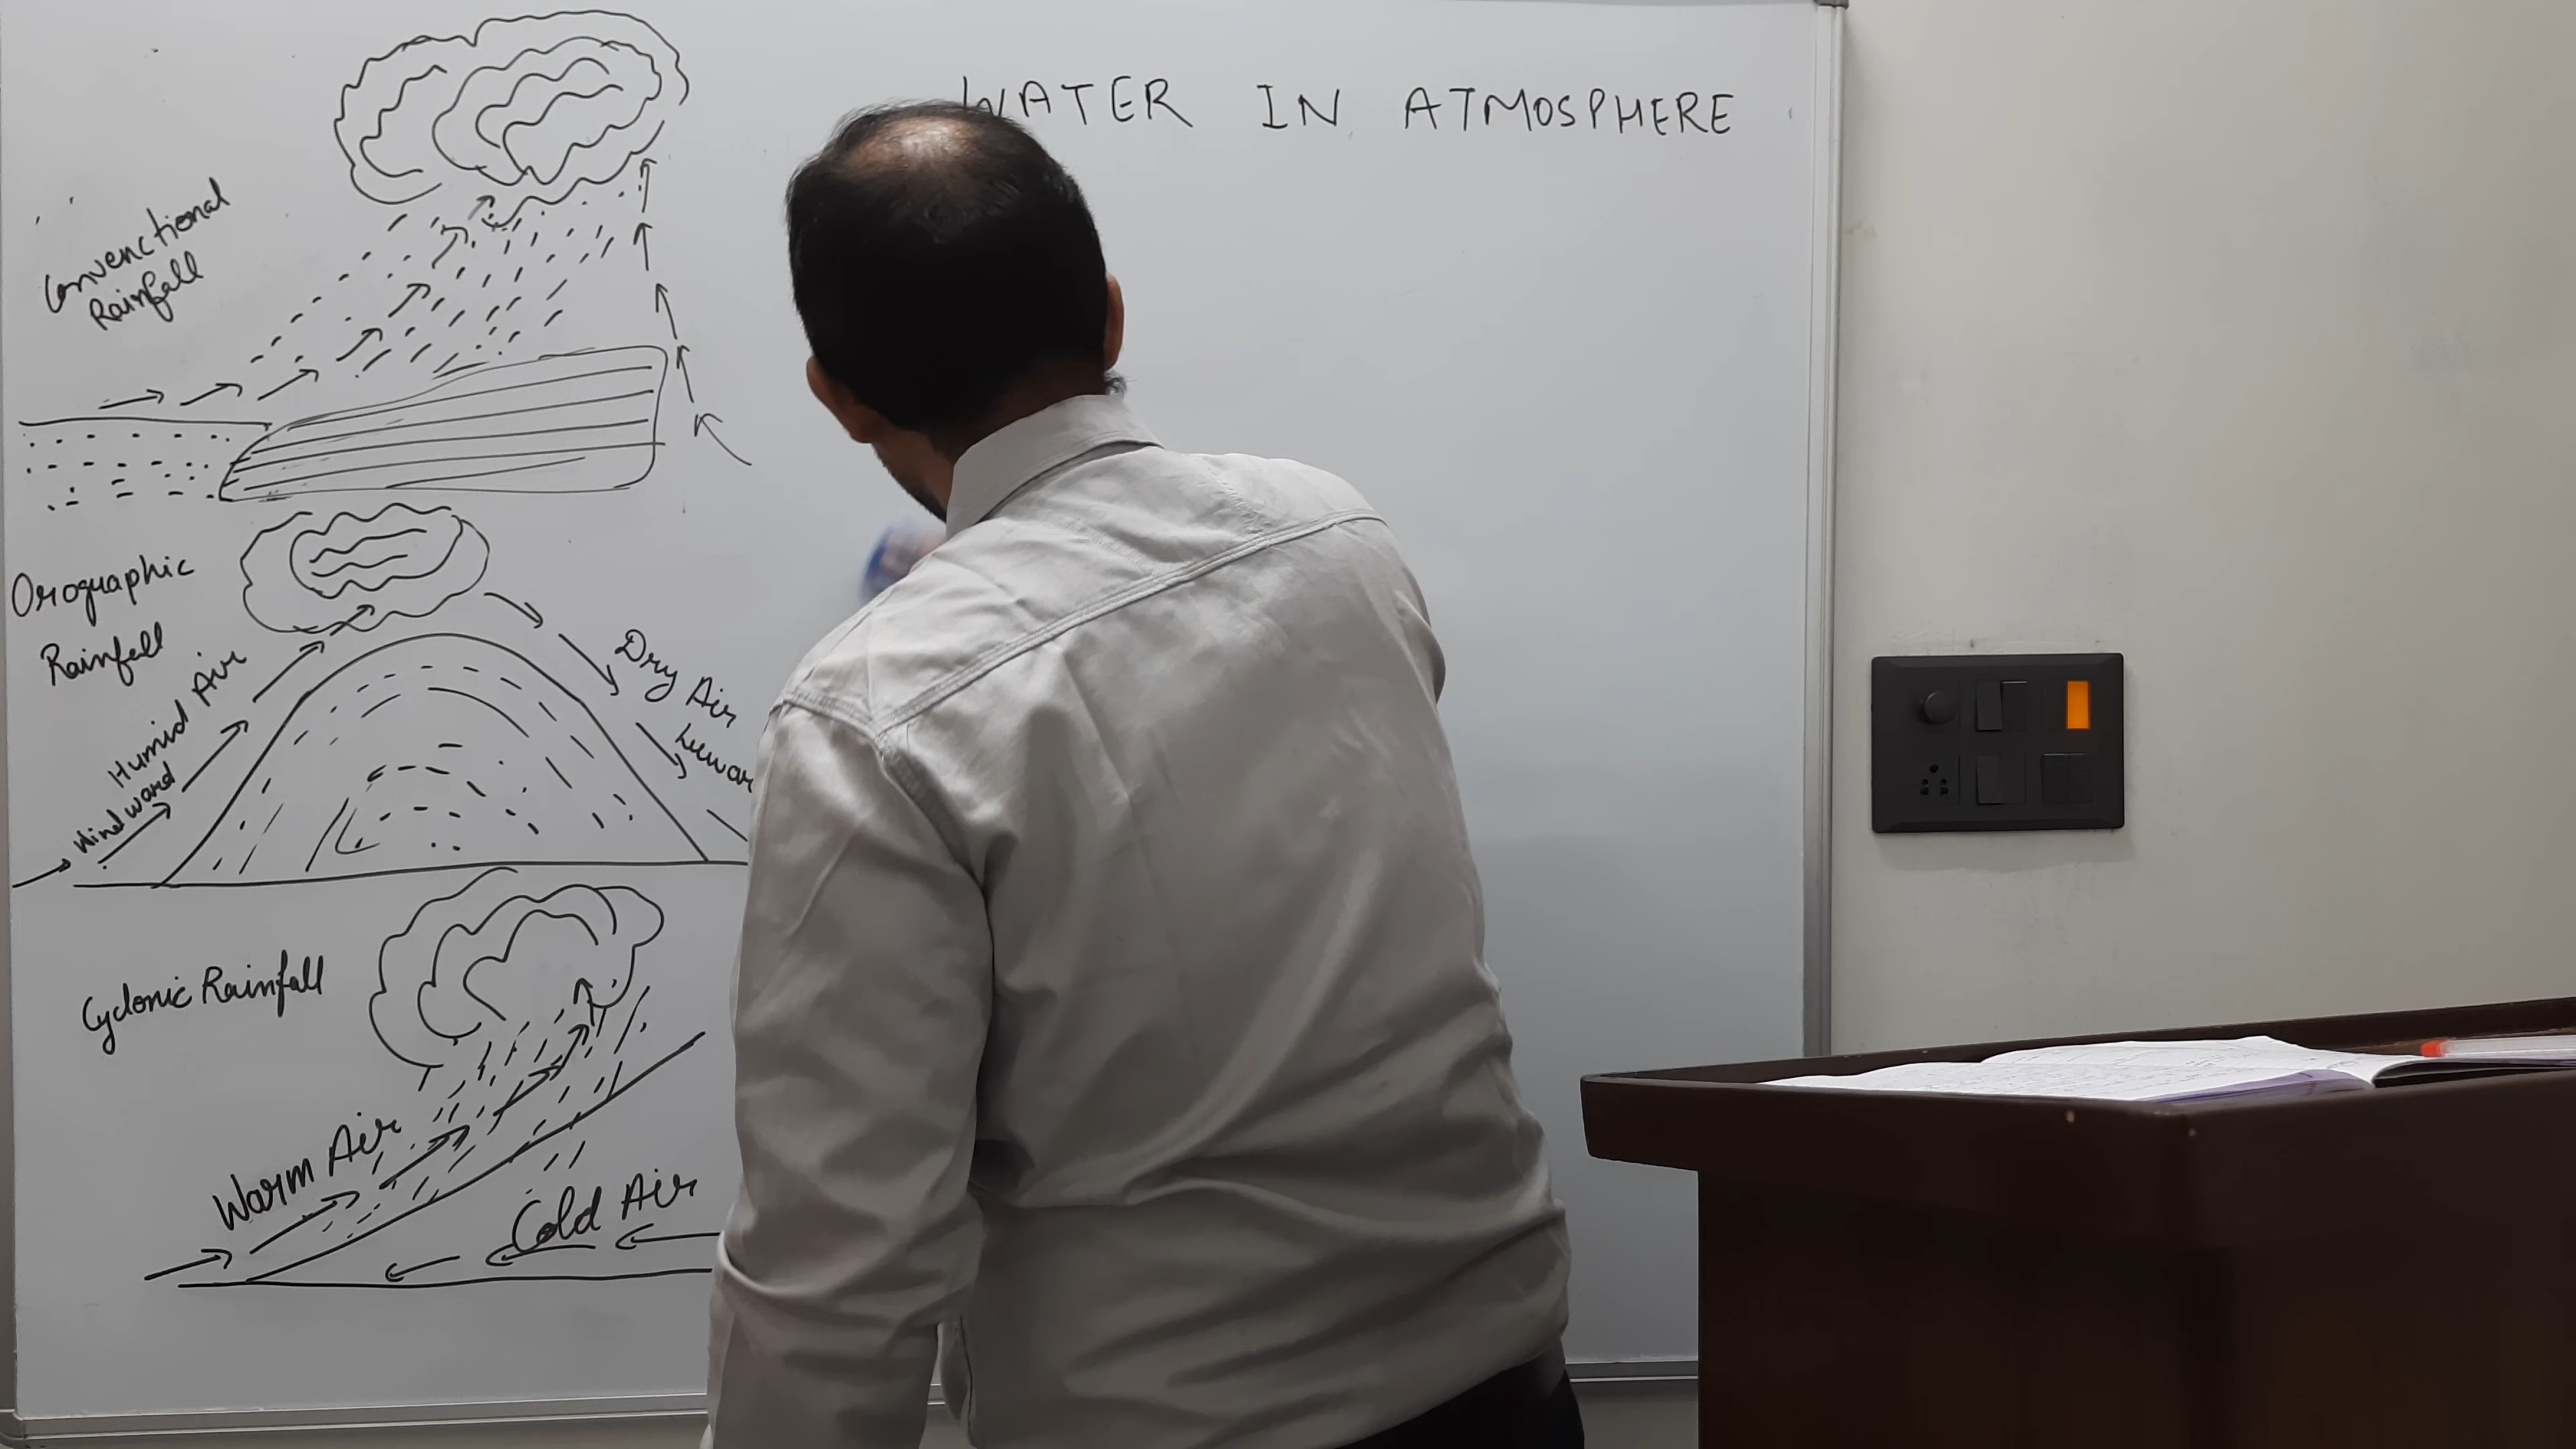 WATER IN ATMOSPHERE
Convenctional
Rainfall
Orographic
Rainfall
Humid Air
Windward
Dry Air
Cyclonic Rainfall
Warm Air
Cold Air